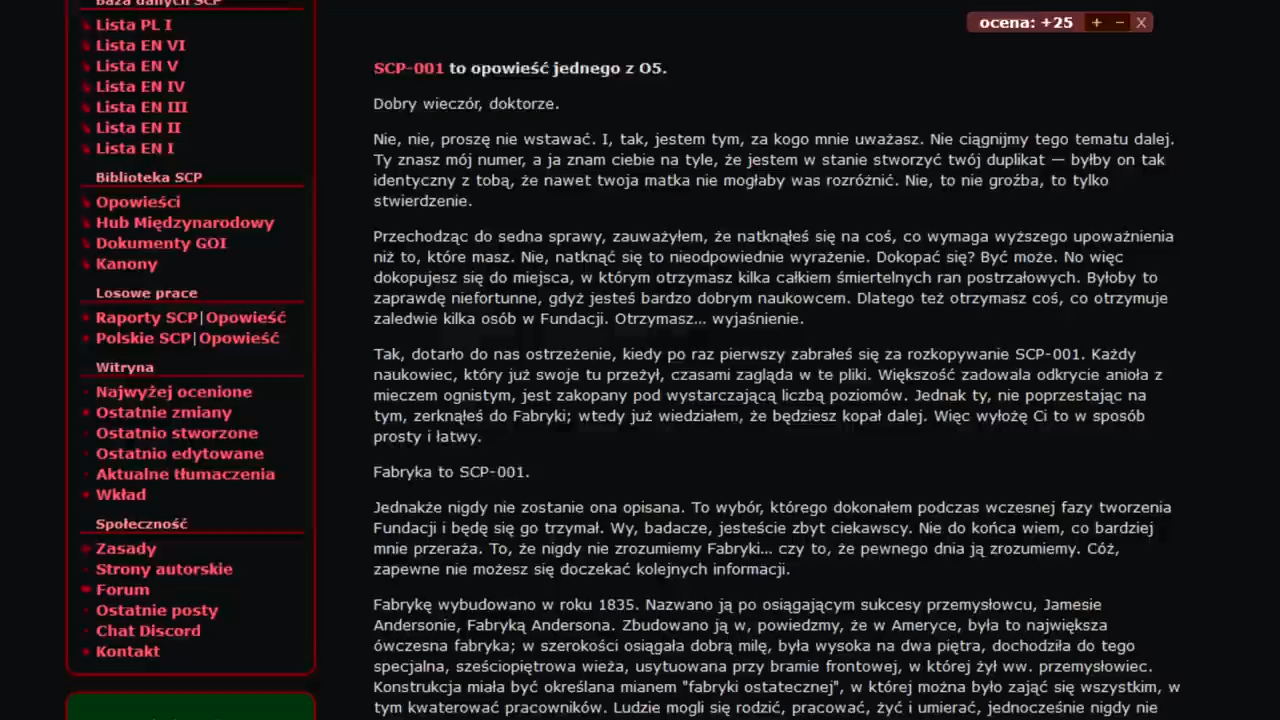 Baza danych SCP
Lista PL I
Lista EN VI
Lista EN V
Lista EN IV
Lista EN III
Lista EN II
Lista EN I
Biblioteka SCP
Opowieści
Hub Międzynarodowy
Dokumenty GOI
Kanony
Losowe prace
Raporty SCP|Opowieść
Polskie SCP|Opowieść
Witryna
Najwyżej ocenione
Ostatnie zmiany
Ostatnio stworzone
Ostatnio edytowane
Aktualne tłumaczenia
Wkład
Społeczność
Zasady
Strony autorskie
Forum
Ostatnie posty
Chat Discord
Kontakt
ocena: +25 + − X
SCP-001 to opowieść jednego z O5.
Dobry wieczór, doktorze.
Nie, nie, proszę nie wstawać. I, tak, jestem tym, za kogo mnie uważasz. Nie ciągnijmy tego tematu dalej.
Ty znasz mój numer, a ja znam ciebie na tyle, że jestem w stanie stworzyć twój duplikat — byłby on tak
identyczny z tobą, że nawet twoja matka nie mogłaby was rozróżnić. Nie, to nie groźba, to tylko
stwierdzenie.
Przechodząc do sedna sprawy, zauważyłem, że natknąłeś się na coś, co wymaga wyższego upoważnienia
niż to, które masz. Nie, natknąć się to nieodpowiednie wyrażenie. Dokopać się? Być może. No więc
dokopujesz się do miejsca, w którym otrzymasz kilka całkiem śmiertelnych ran postrzałowych. Byłoby to
zaprawdę niefortunne, gdyż jesteś bardzo dobrym naukowcem. Dlatego też otrzymasz coś, co otrzymuje
zaledwie kilka osób w Fundacji. Otrzymasz... wyjaśnienie.
Tak, dotarło do nas ostrzeżenie, kiedy po raz pierwszy zabrałeś się za rozkopywanie SCP-001. Każdy
naukowiec, który już swoje tu przeżył, czasami zagląda w te pliki. Większość zadowala odkrycie anioła z
mieczem ognistym, jest zakopany pod wystarczającą liczbą poziomów. Jednak ty, nie poprzestając na
tym, zerknąłeś do Fabryki; wtedy już wiedziałem, że będziesz kopał dalej. Więc wyłożę Ci to w sposób
prosty i łatwy.
Fabryka to SCP-001.
Jednakże nigdy nie zostanie ona opisana. To wybór, którego dokonałem podczas wczesnej fazy tworzenia
Fundacji i będę się go trzymał. Wy, badacze, jesteście zbyt ciekawscy. Nie do końca wiem, co bardziej
mnie przeraża. To, że nigdy nie zrozumiemy Fabryki... czy to, że pewnego dnia ją zrozumiemy. Cóż,
zapewne nie możesz się doczekać kolejnych informacji.
Fabrykę wybudowano w roku 1835. Nazwano ją po osiągającym sukcesy przemysłowcu, Jamesie
Andersonie, Fabryką Andersona. Zbudowano ją w, powiedzmy, że w Ameryce, była to największa
ówczesna fabryka; w szerokości osiągała dobrą milę, była wysoka na dwa piętra, dochodziła do tego
specjalna, sześciopiętrowa wieża, usytuowana przy bramie frontowej, w której żył ww. przemysłowiec.
Konstrukcja miała być określana mianem "fabryki ostatecznej", w której można było zająć się wszystkim, w
tym kwaterować pracowników. Ludzie mogli się rodzić, pracować, żyć i umierać, jednocześnie nigdy nie